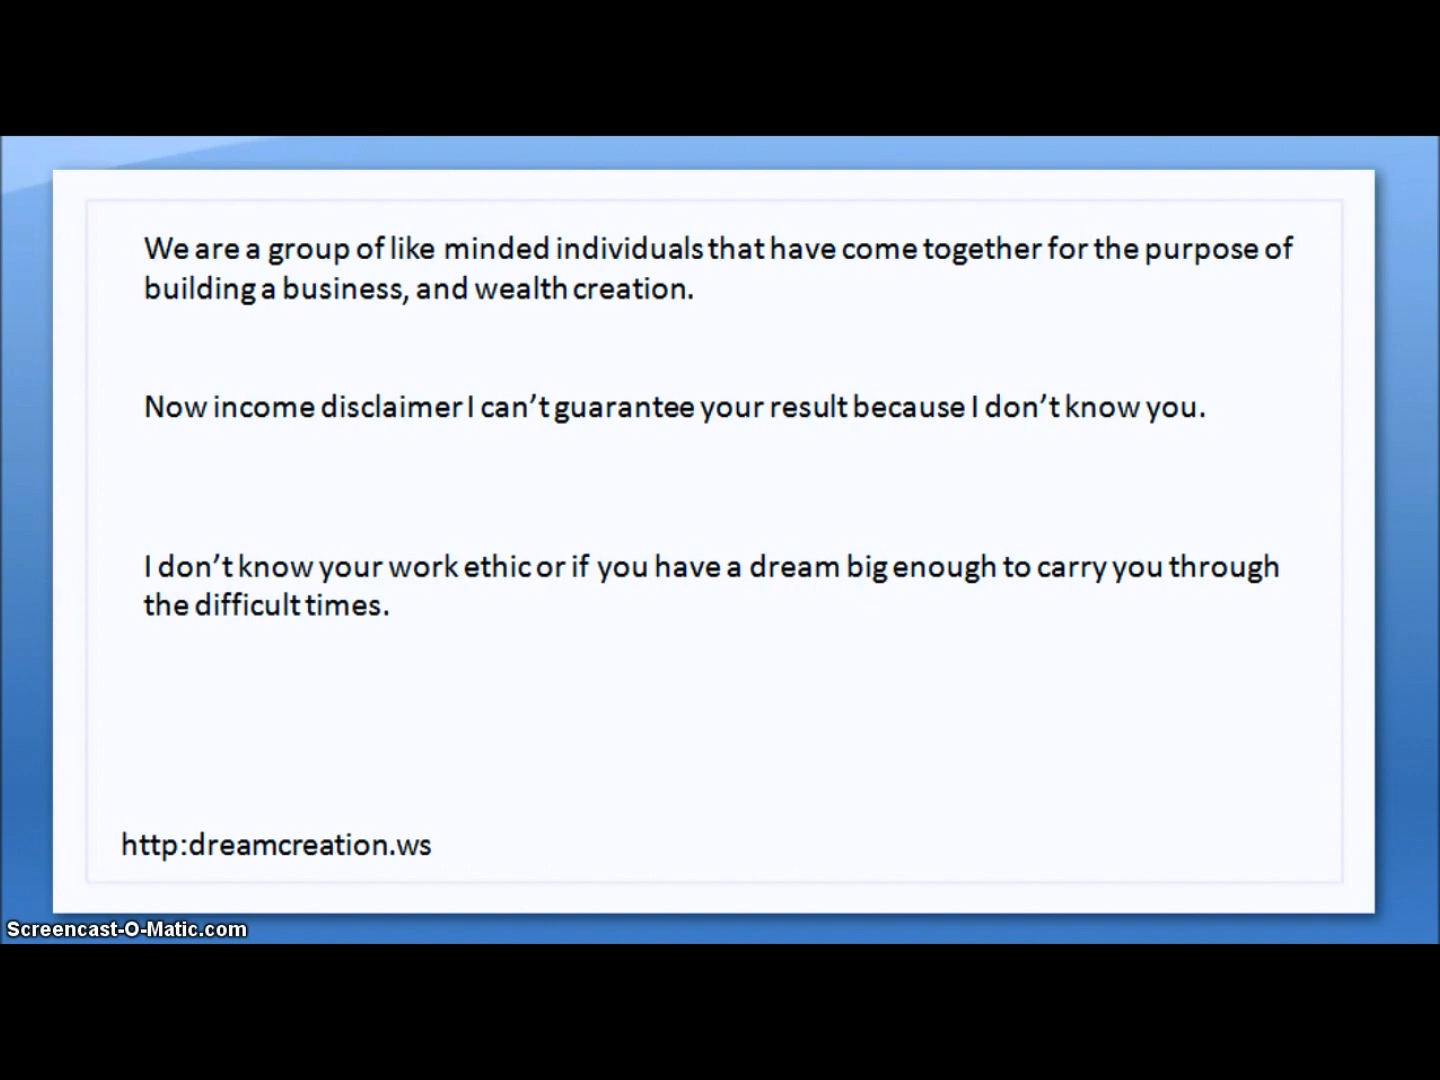 We are a group of like minded individuals that have come together for the purpose of
building a business, and wealth creation.
Now income disclaimer I can't guarantee your result because I don't know you.
I don't know your work ethic or if you have a dream big enough to carry you through
the difficult times.
http:dreamcreation.ws
Screencast-O-Matic.com